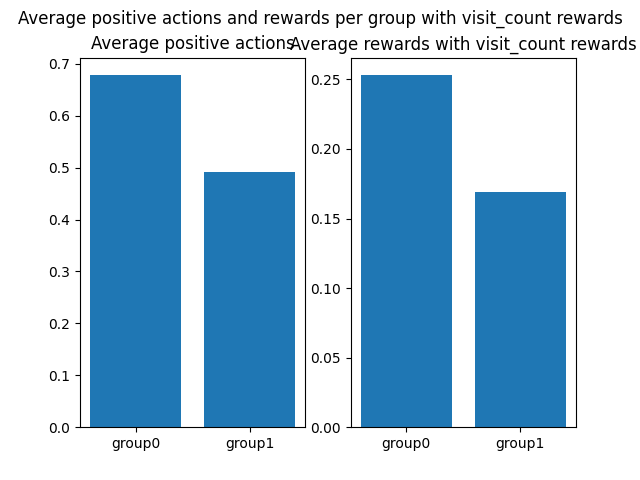 Average positive actions and rewards per group with visit_count rewards
Average positive actions
Average rewards with visit_count rewards
0.7
0.6
0.5
0.4
0.3
0.2
0.1
0.0
group0
group1
0.25
0.20
0.15
0.10
0.05
0.00
group0
group1